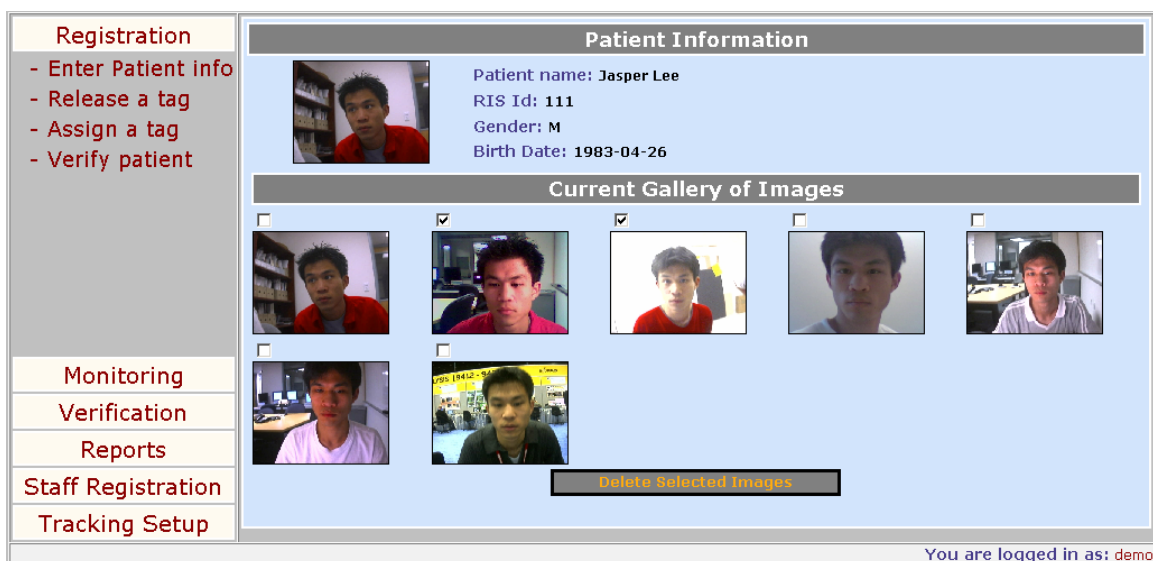 Registration
- Enter Patient info
- Release a tag
- Assign a tag
- Verify patient
Monitoring
Verification
Reports
Staff Registration
Tracking Setup
Patient Information
Patient name: Jasper Lee
RIS Id: 111
Gender: M
Birth Date: 1983-04-26
Current Gallery of Images
Delete Selected Images
You are logged in as: demo